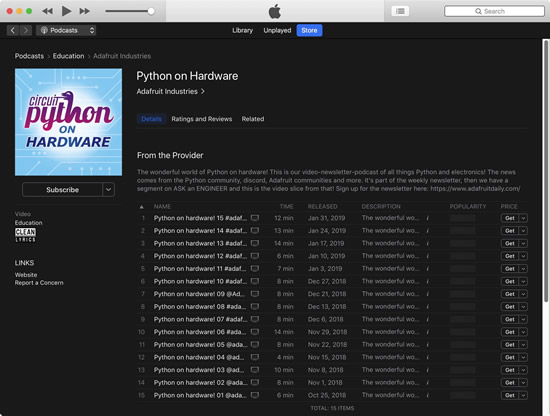 Search
Podcasts
Library Unplayed Store
Podcasts › Education › Adafruit Industries
circuit
python
ON
HARDWARE
Subscribe
Video
Education
CLEAN
LYRICS
LINKS
Website
Report a Concern
Python on Hardware
Adafruit Industries >
Details Ratings and Reviews Related
From the Provider
The wonderful world of Python on hardware! This is our video-newsletter-podcast of all things Python and electronics! The news
comes from the Python community, discord, Adafruit communities and more. It's part of the weekly newsletter, then we have a
segment on ASK an ENGINEER and this is the video slice from that! Sign up for the newsletter here: https://www.adafruitdaily.com/
NAME TIME RELEASED DESCRIPTION POPULARITY PRICE
1 Python on hardware! 15 #adaf... 12 min Jan 31, 2019 The wonderful wo... i Get
2 Python on hardware! 14 #adaf... 13 min Jan 24, 2019 The wonderful wo... i Get
3 Python on hardware! 13 #adaf... 14 min Jan 17, 2019 The wonderful wo... i Get
4 Python on hardware! 12 #adaf... 6 min Jan 10, 2019 The wonderful wo... i Get
5 Python on hardware! 11 #adaf... 7 min Jan 3, 2019 The wonderful wo... i Get
6 Python on hardware! 10 #adaf... 8 min Dec 27, 2018 The wonderful wo... i Get
7 Python on hardware! 09 @Ad... 8 min Dec 21, 2018 The wonderful wo... i Get
8 Python on hardware! 08 #ada... 8 min Dec 13, 2018 The wonderful wo... i Get
9 Python on hardware! 07 #adaf... 8 min Dec 6, 2018 The wonderful wo... i Get
10 Python on hardware! 06 #ada... 14 min Nov 29, 2018 The wonderful wo... i Get
11 Python on hardware! 05 @ada... 8 min Nov 22, 2018 The wonderful wo... i Get
12 Python on hardware! 04 @ad... 4 min Nov 15, 2018 The wonderful wo... i Get
13 Python on hardware! 03 @ad... 10 min Nov 8, 2018 The wonderful wo... i Get
14 Python on hardware! 02 @ada... 8 min Nov 1, 2018 The wonderful wo... i Get
15 Python on hardware! 01 @ada... 6 min Oct 25, 2018 The wonderful wo... i Get
TOTAL: 15 ITEMS